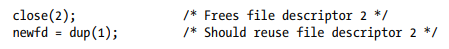 close(2);               /* Frees file descriptor 2 */
newfd = dup(1);         /* Should reuse file descriptor 2 */